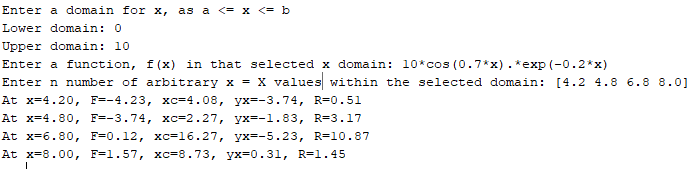 Enter a domain for x, as a <= x <= b
Lower domain: 0
Upper domain: 10
Enter a function, f(x) in that selected x domain: 10*cos(0.7*x).*exp(-0.2*x)
Enter n number of arbitrary x = X values within the selected domain: [4.2 4.8 6.8 8.0]
At x=4.20, F=-4.23, xc=4.08, yx=-3.74, R=0.51
At x=4.80, F=-3.74, xc=2.27, yx=-1.83, R=3.17
At x=6.80, F=0.12, xc=16.27, yx=-5.23, R=10.87
At x=8.00, F=1.57, xc=8.73, yx=0.31, R=1.45